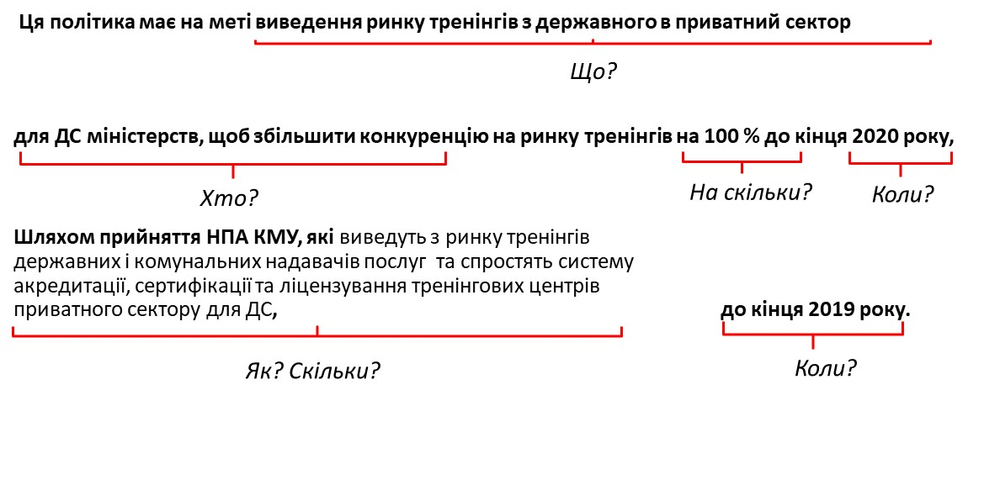 Ця політика має на меті виведення ринку тренінгів з державного в приватний сектор
Що?
для ДС міністерств, щоб збільшити конкуренцію на ринку тренінгів на 100 % до кінця 2020 року,
Хто?
На скільки?
Коли?
Шляхом прийняття НПА КМУ, які виведуть з ринку тренінгів
державних і комунальних надавачів послуг та спростять систему
акредитації, сертифікації та ліцензування тренінгових центрів
приватного сектору для ДС,
до кінця 2019 року.
Як? Скільки?
Коли?